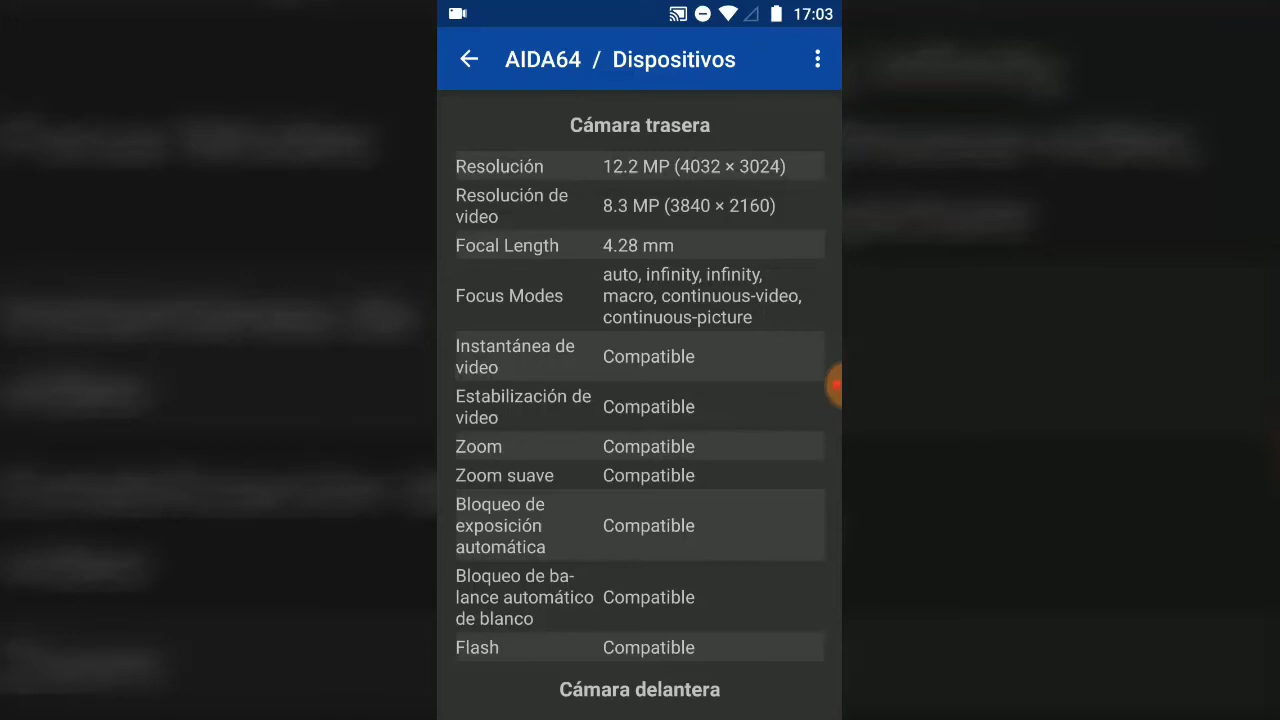 17:03
AIDA64 / Dispositivos
Cámara trasera
Resolución 12.2 MP (4032 × 3024)
Resolución de
video
8.3 MP (3840 × 2160)
Focal Length 4.28 mm
Focus Modes
auto, infinity, infinity,
macro, continuous-video,
continuous-picture
Instantánea de
video
Compatible
Estabilización de
video
Compatible
Zoom Compatible
Zoom suave Compatible
Bloqueo de
exposición
automática
Compatible
Bloqueo de ba-
lance automático
de blanco
Compatible
Flash Compatible
Cámara delantera